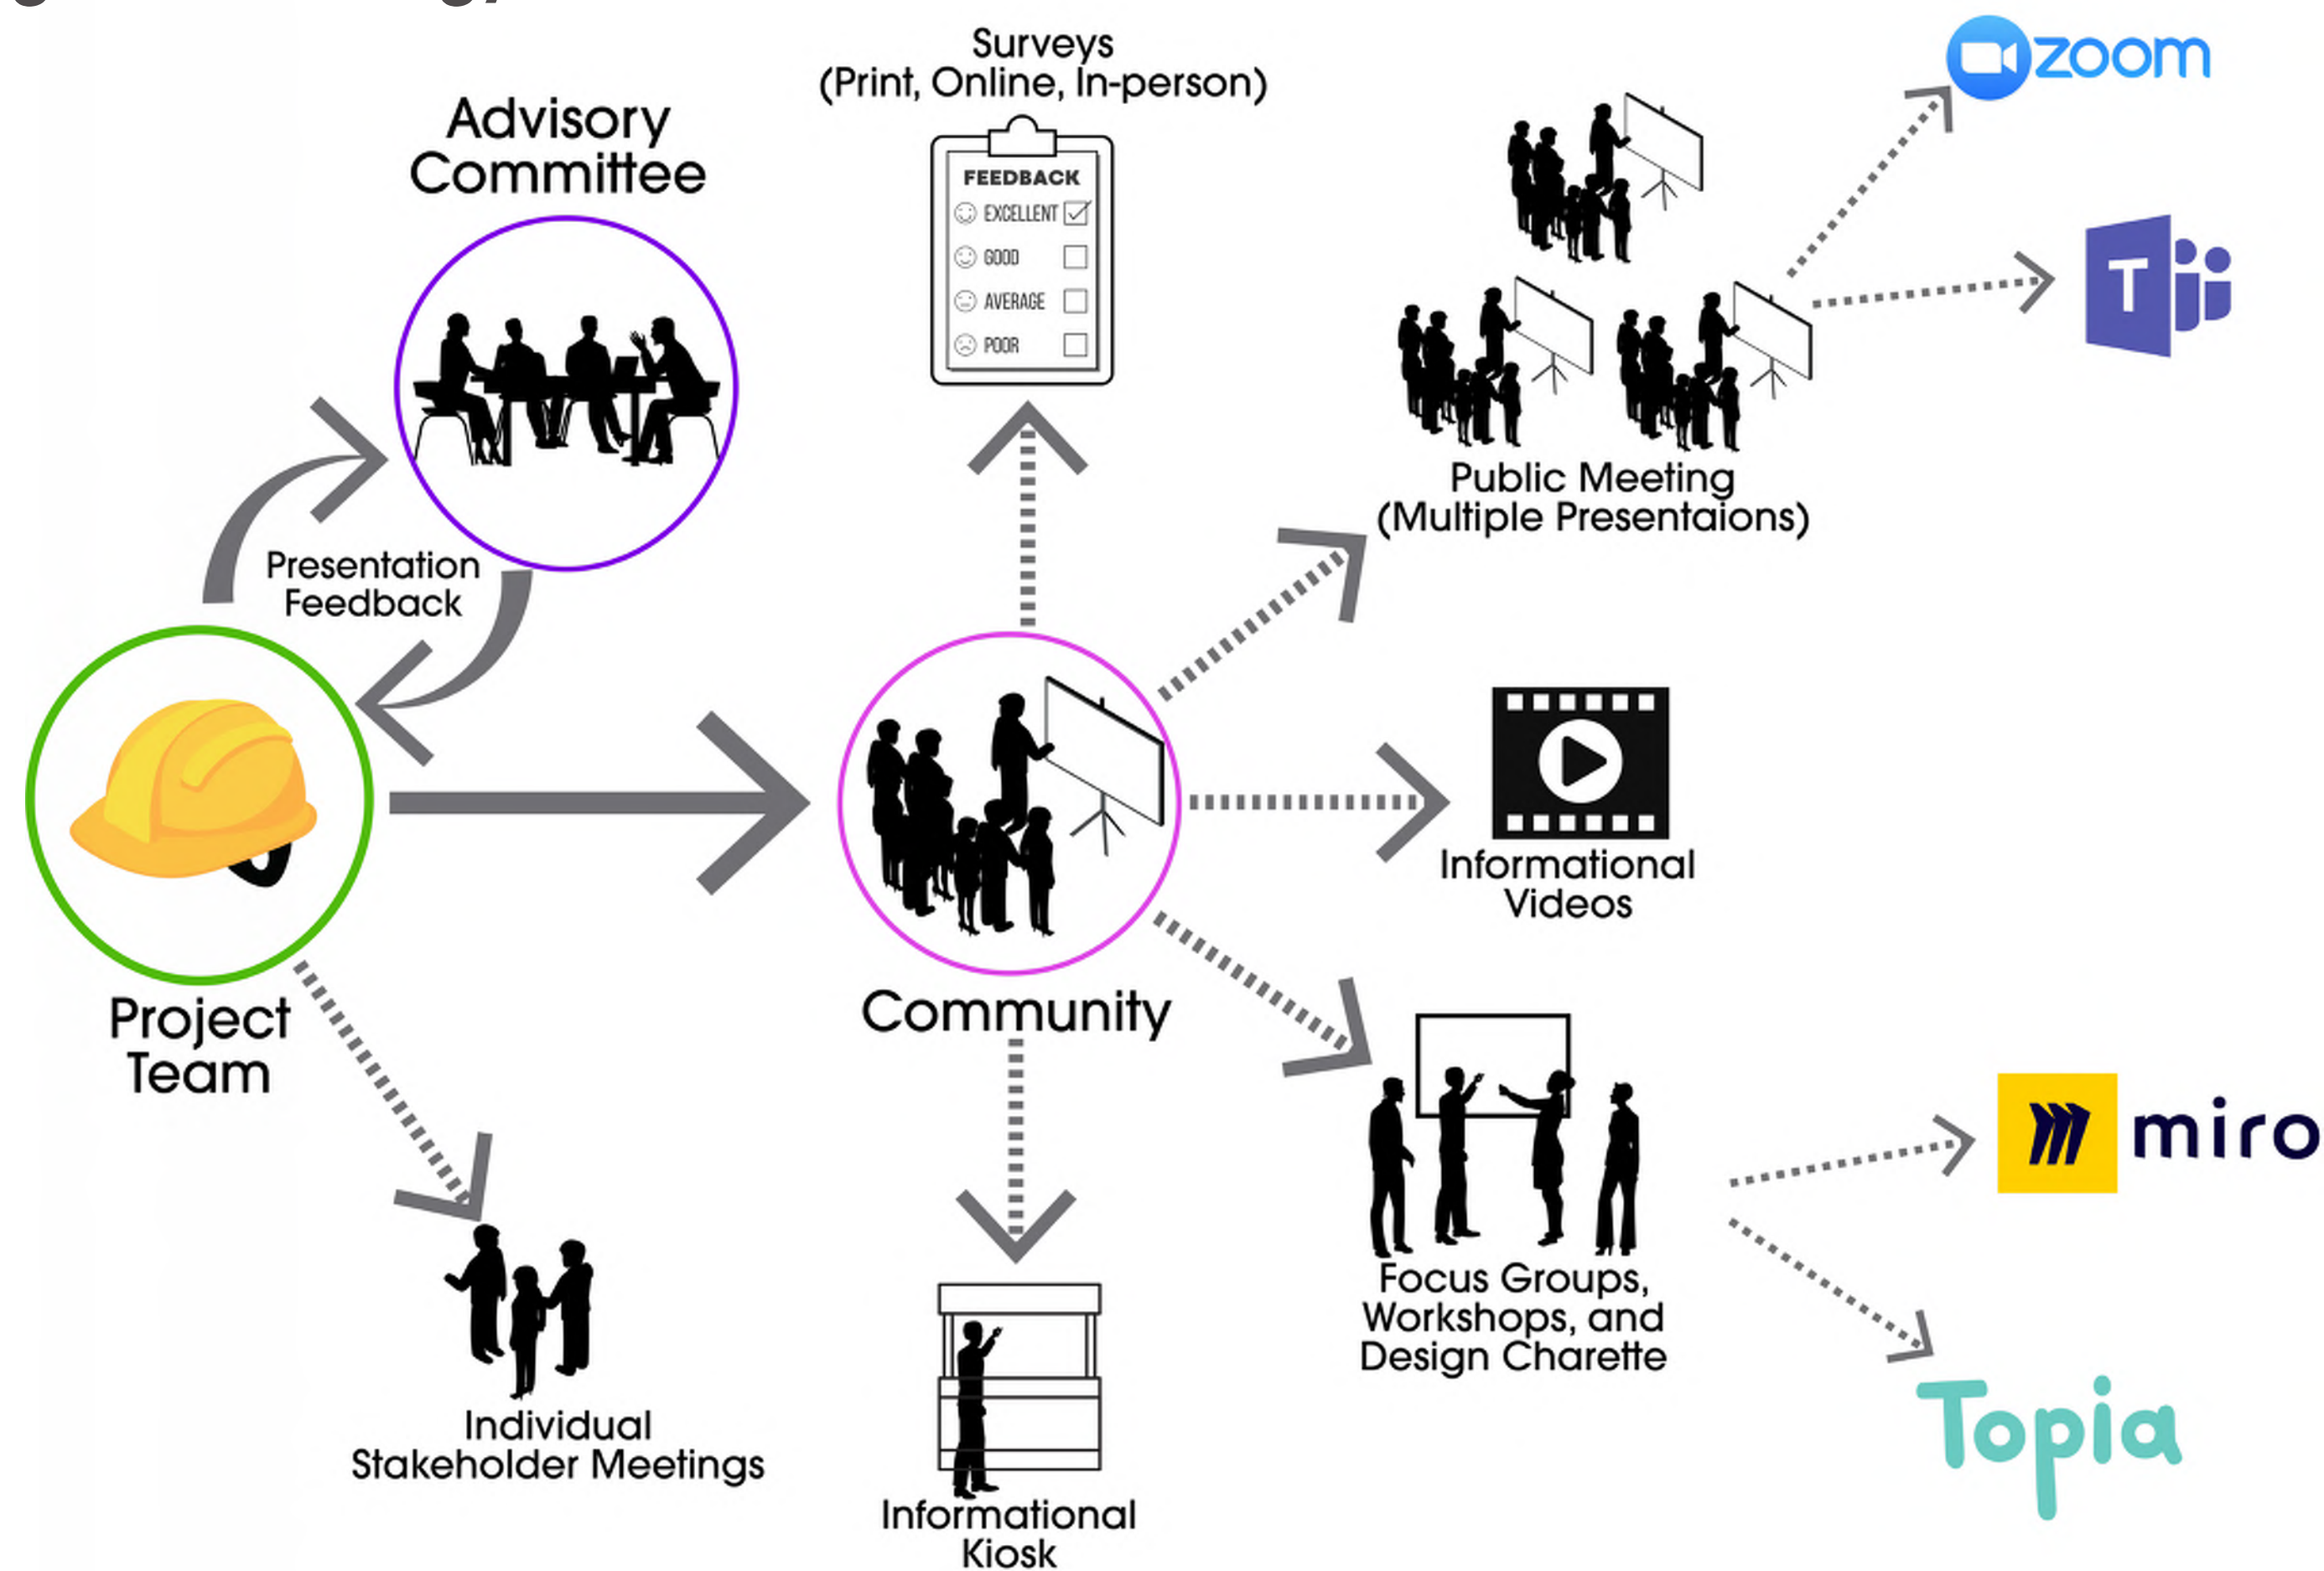 Surveys
(Print, Online, In-person)
FEEDBACK
EXCELLENT
GOOD
AVERAGE
POOR
Advisory
Committee
Presentation
Feedback
Project
Team
Community
Individual
Stakeholder Meetings
Informational
Kiosk
Public Meeting
(Multiple Presentaions)
zoom
T
Informational
Videos
Focus Groups,
Workshops, and
Design Charette
miro
Topia